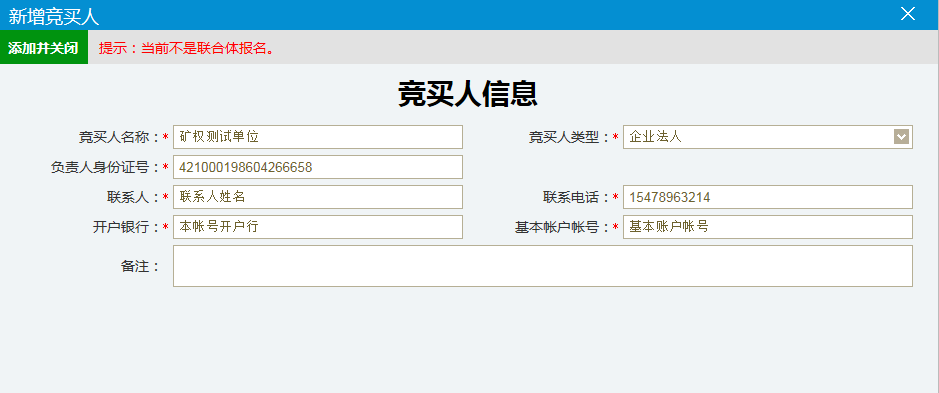 新增竞买人
添加并关闭 提示：当前不是联合体报名。
竞买人信息
竞买人名称：* 矿权测试单位 竞买人类型：* 企业法人
负责人身份证号：* 421000198604266658
联系人：* 联系人姓名 联系电话：* 15478963214
开户银行：* 本帐号开户行 基本帐户帐号：* 基本账户帐号
备注：